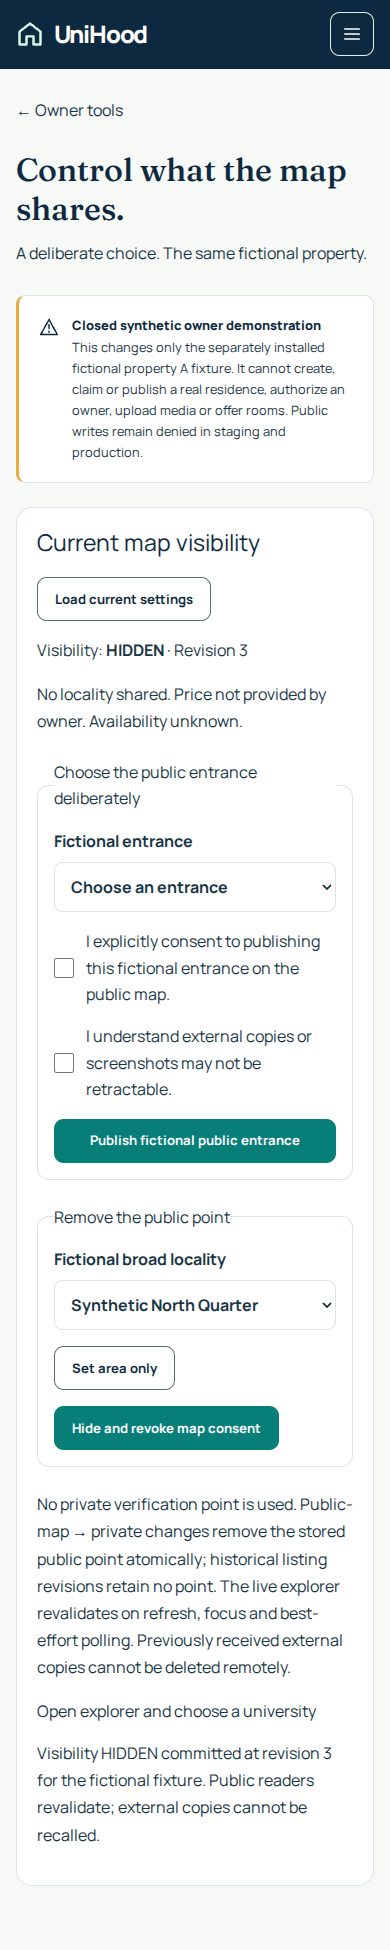 UniHood
← Owner tools
Control what the map
shares.
A deliberate choice. The same fictional property.
Closed synthetic owner demonstration
This changes only the separately installed
fictional property A fixture. It cannot create,
claim or publish a real residence, authorize an
owner, upload media or offer rooms. Public
writes remain denied in staging and
production.
Current map visibility
Load current settings
Visibility: HIDDEN · Revision 3
No locality shared. Price not provided by
owner. Availability unknown.
Choose the public entrance
deliberately
Fictional entrance
Choose an entrance
I explicitly consent to publishing
this fictional entrance on the
public map.
I understand external copies or
screenshots may not be
retractable.
Publish fictional public entrance
Remove the public point
Fictional broad locality
Synthetic North Quarter
Set area only
Hide and revoke map consent
No private verification point is used. Public-
map → private changes remove the stored
public point atomically; historical listing
revisions retain no point. The live explorer
revalidates on refresh, focus and best-
effort polling. Previously received external
copies cannot be deleted remotely.
Open explorer and choose a university
Visibility HIDDEN committed at revision 3
for the fictional fixture. Public readers
revalidate; external copies cannot be
recalled.